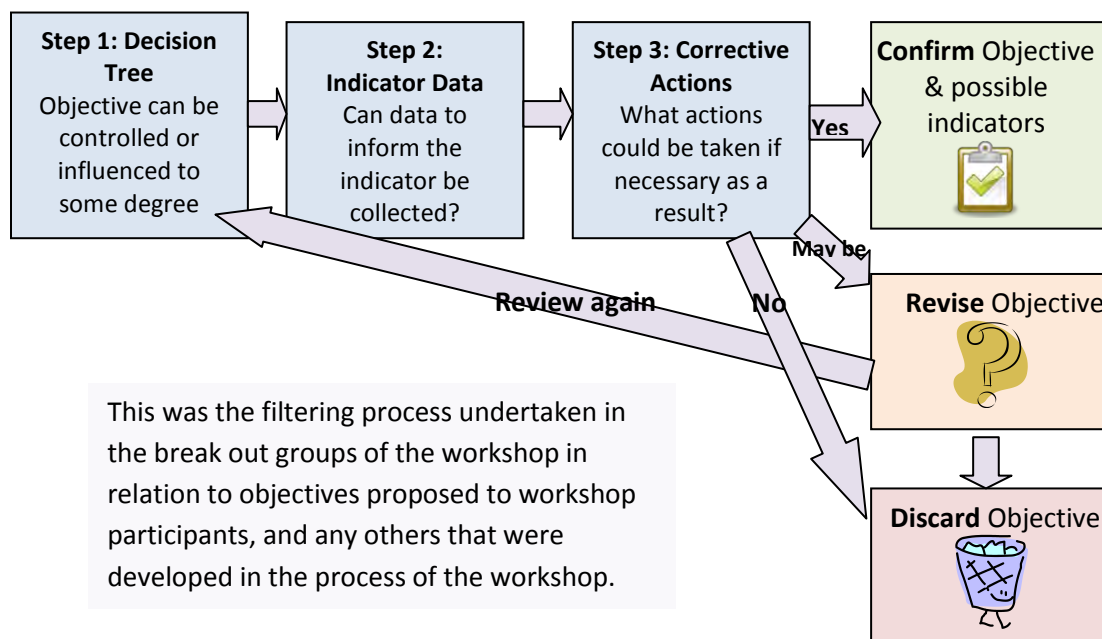 Step 1: Decision
Tree
Objective can be
controlled or
influenced to
some degree
Step 2:
Indicator Data
Can data to
inform the
indicator be
collected?
Step 3: Corrective
Actions
What actions
could be taken if
necessary as a
result?
Yes
Confirm Objective
& possible
indicators
May be
Review again
No
Revise Objective
This was the filtering process undertaken in
the break out groups of the workshop in
relation to objectives proposed to workshop
participants, and any others that were
developed in the process of the workshop.
Discard Objective